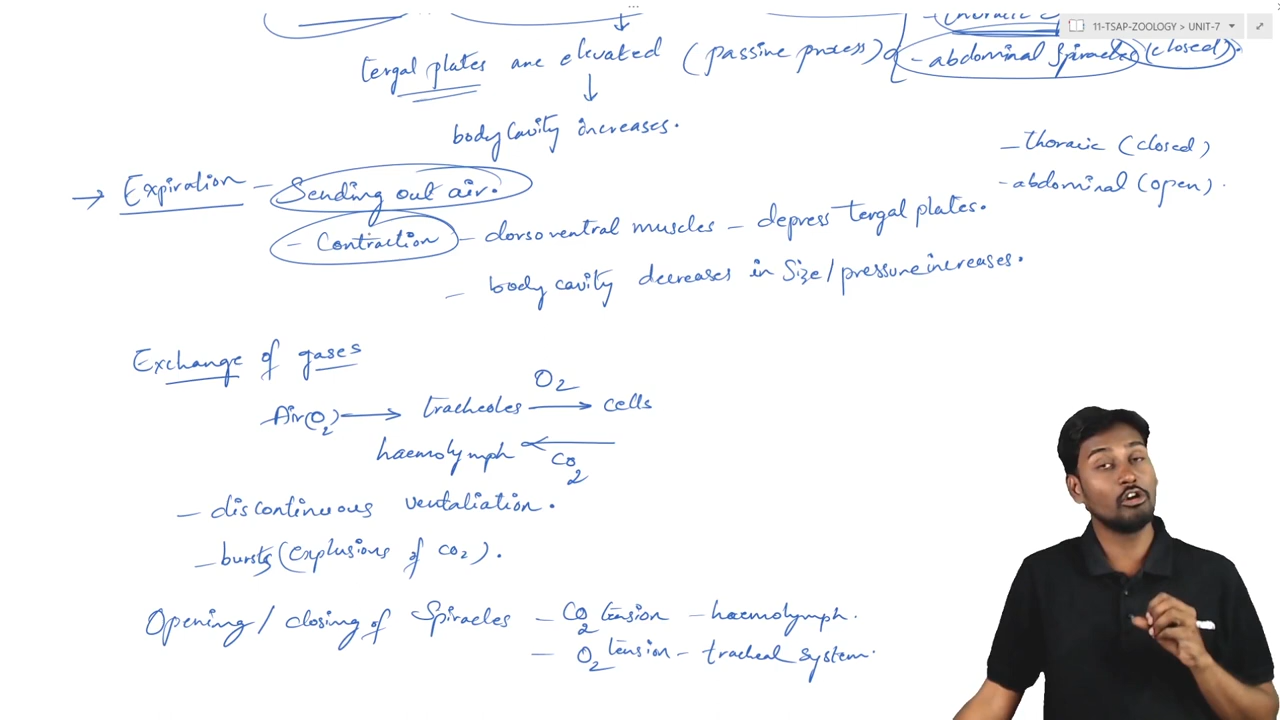 - thoracic
11-TSAP-ZOOLOGY > UNIT-7
tergal plates are elevated (passive process)
- abdominal Spiracles (closed).
body cavity increases.
- thoracic (closed)
- abdominal (open).
→ Expiration - Sending out air.
- Contraction - dorsoventral muscles - depress tergal plates.
- body cavity decreases in Size/pressure increases.
Exchange of gases
Air(O2) → tracheoles O2 → cells
haemolymph ← CO2
- discontinuous ventaliation.
- bursts (explusions of CO2).
Opening / closing of Spiracles - CO2 tension - haemolymph.
- O2 tension - tracheal system.